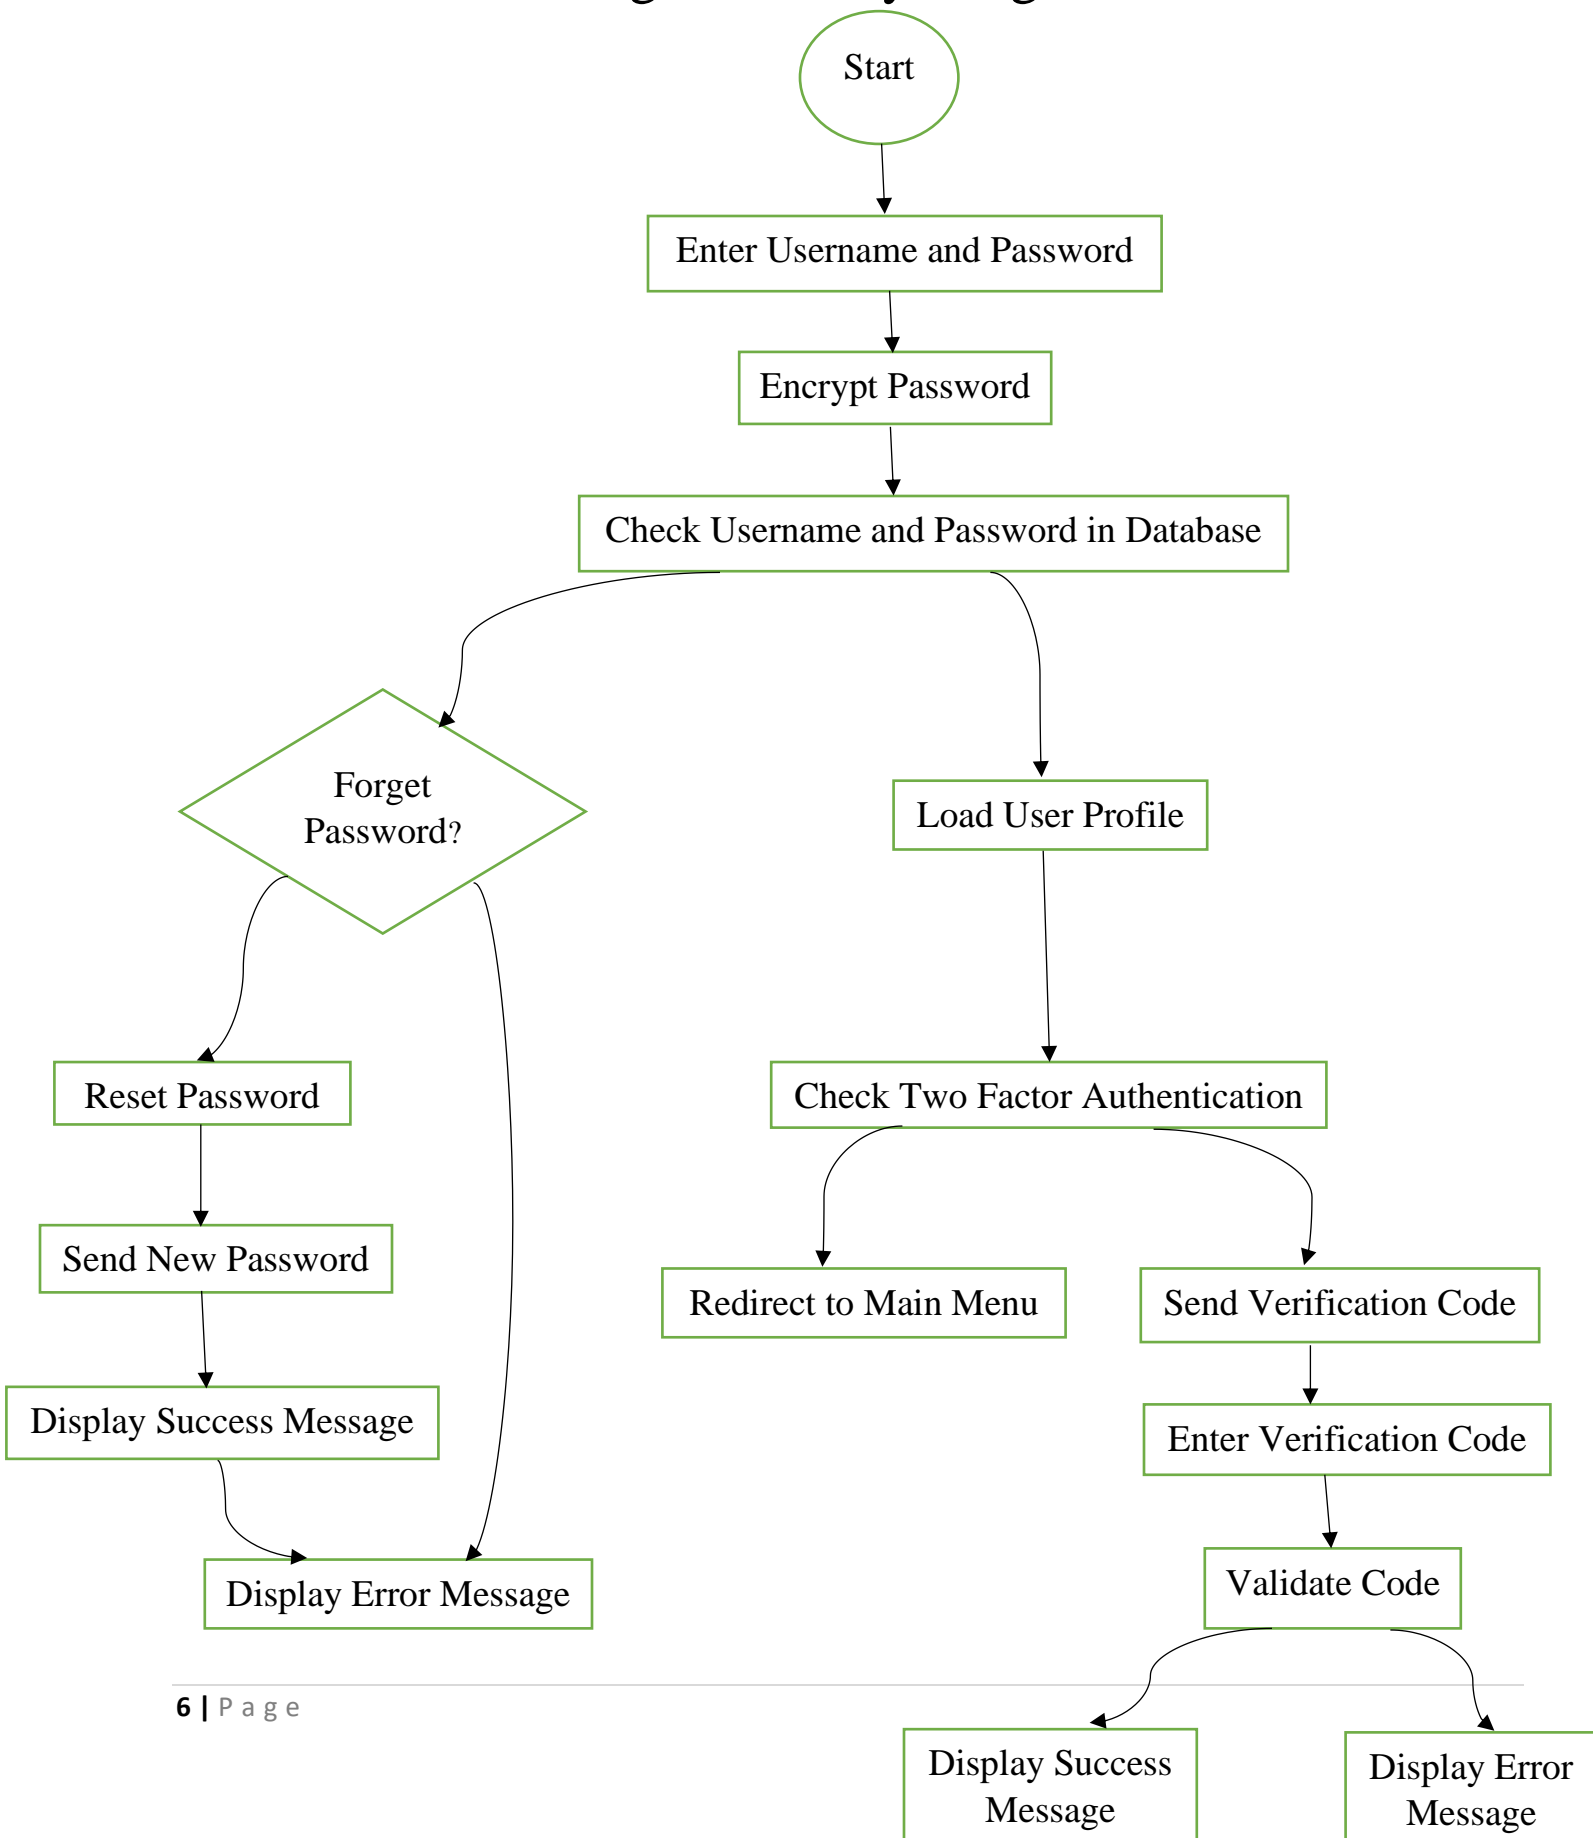 Start
Enter Username and Password
Encrypt Password
Check Username and Password in Database
Forget
Password?
Load User Profile
Reset Password
Check Two Factor Authentication
Send New Password
Redirect to Main Menu
Send Verification Code
Display Success Message
Enter Verification Code
Display Error Message
Validate Code
6 | Page
Display Success
Message
Display Error
Message